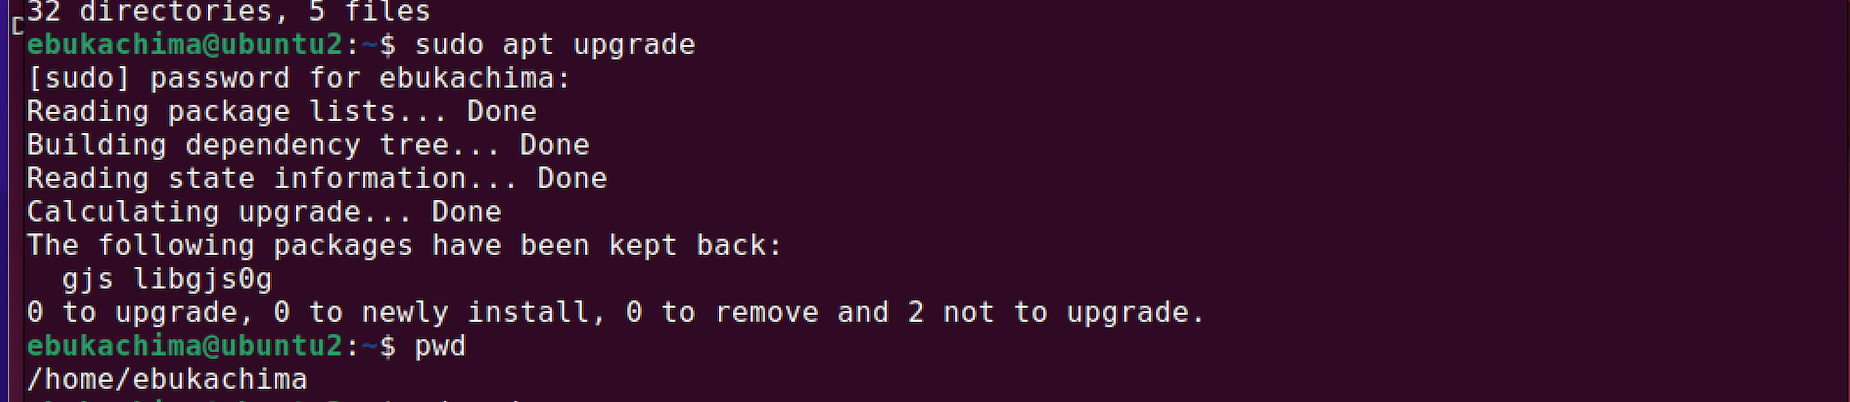 32 directories, 5 files
ebukachima@ubuntu2:~$ sudo apt upgrade
[sudo] password for ebukachima:
Reading package lists... Done
Building dependency tree... Done
Reading state information... Done
Calculating upgrade... Done
The following packages have been kept back:
  gjs libgjs0g
0 to upgrade, 0 to newly install, 0 to remove and 2 not to upgrade.
ebukachima@ubuntu2:~$ pwd
/home/ebukachima